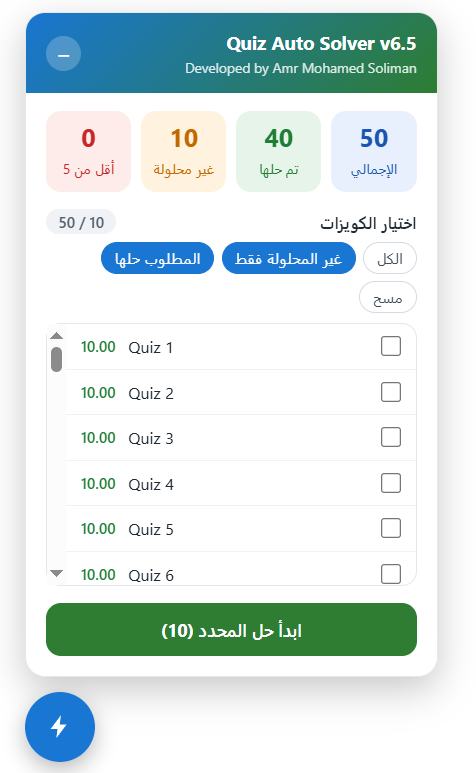 Quiz Auto Solver v6.5
Developed by Amr Mohamed Soliman
50
الإجمالي
40
تم حلها
10
غير محلولة
0
أقل من 5
اختيار الكويزات
50 / 10
الكل
غير المحلولة فقط
المطلوب حلها
مسح
Quiz 1 10.00
Quiz 2 10.00
Quiz 3 10.00
Quiz 4 10.00
Quiz 5 10.00
Quiz 6 10.00
ابدأ حل المحدد (10)